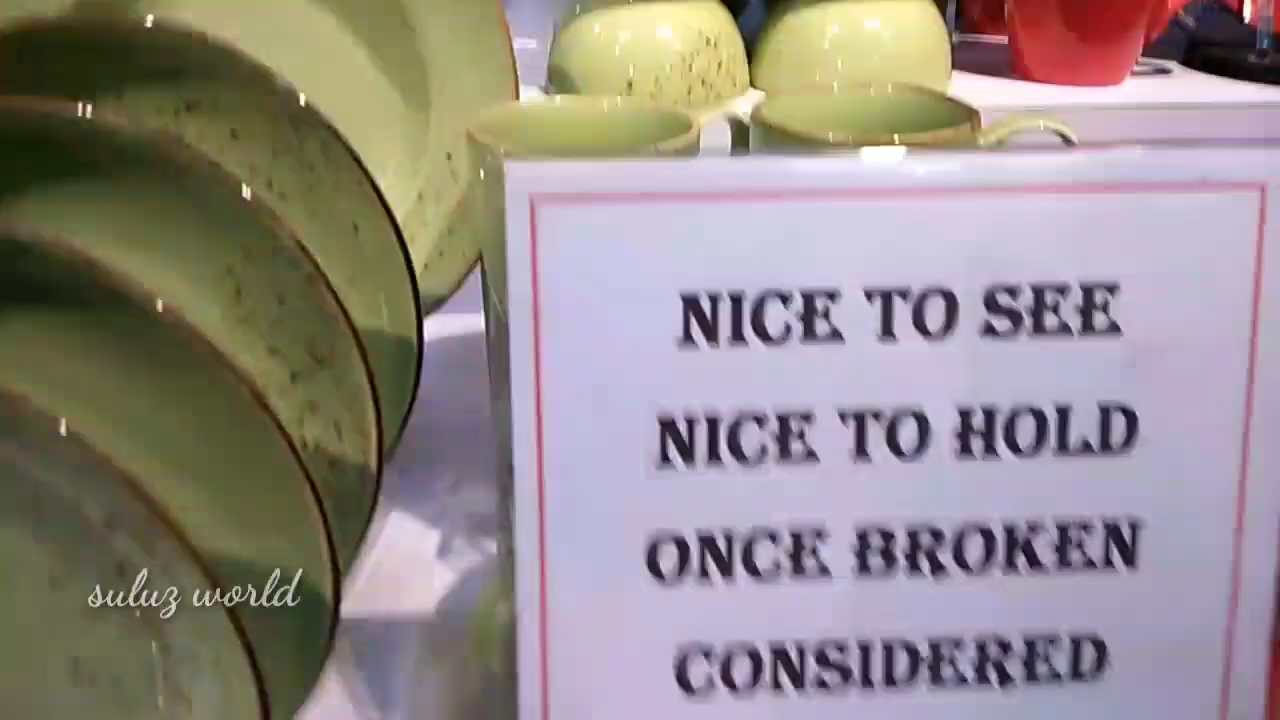 NICE TO SEE
NICE TO HOLD
ONCE BROKEN
CONSIDERED
suluz world